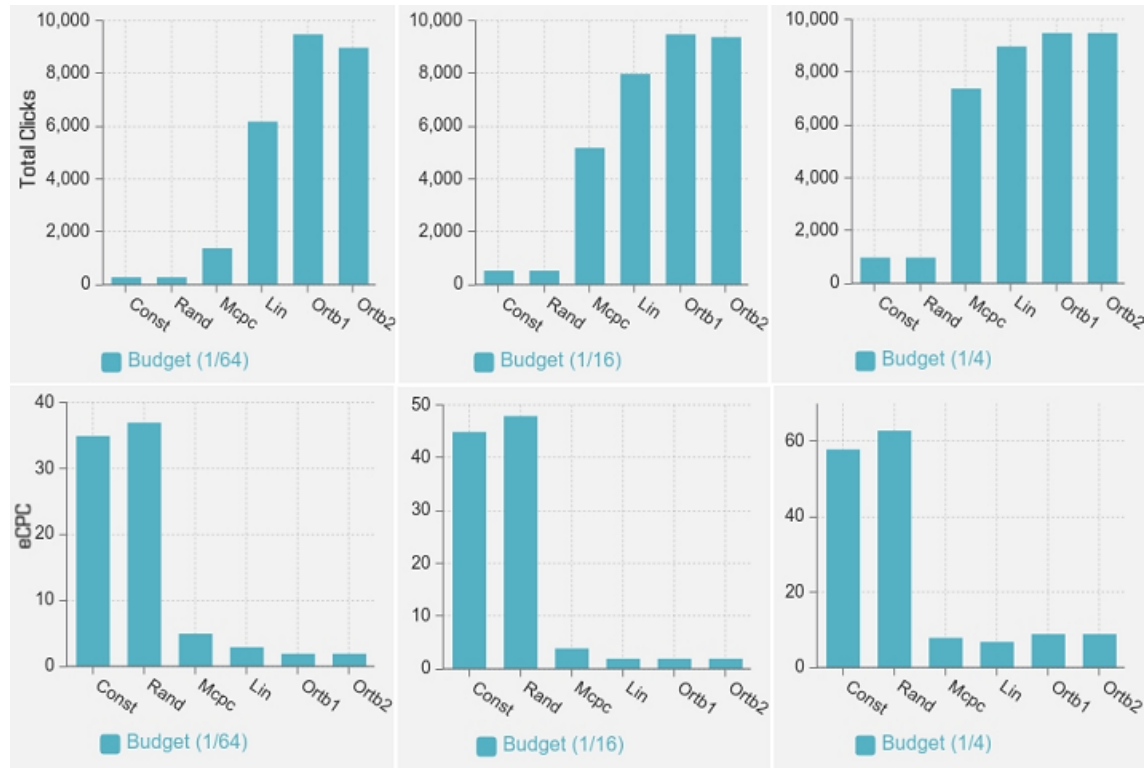 Total Clicks
10,000
8,000
6,000
4,000
2,000
0
Const
Rand
Mcpc
Lin
Ortb1
Ortb2
Budget (1/64)
10,000
8,000
6,000
4,000
2,000
0
Const
Rand
Mcpc
Lin
Ortb1
Ortb2
Budget (1/16)
10,000
8,000
6,000
4,000
2,000
0
Const
Rand
Mcpc
Lin
Ortb1
Ortb2
Budget (1/4)
eCPC
40
30
20
10
0
Const
Rand
Mcpc
Lin
Ortb1
Ortb2
Budget (1/64)
50
40
30
20
10
0
Const
Rand
Mcpc
Lin
Ortb1
Ortb2
Budget (1/16)
60
40
20
0
Const
Rand
Mcpc
Lin
Ortb1
Ortb2
Budget (1/4)